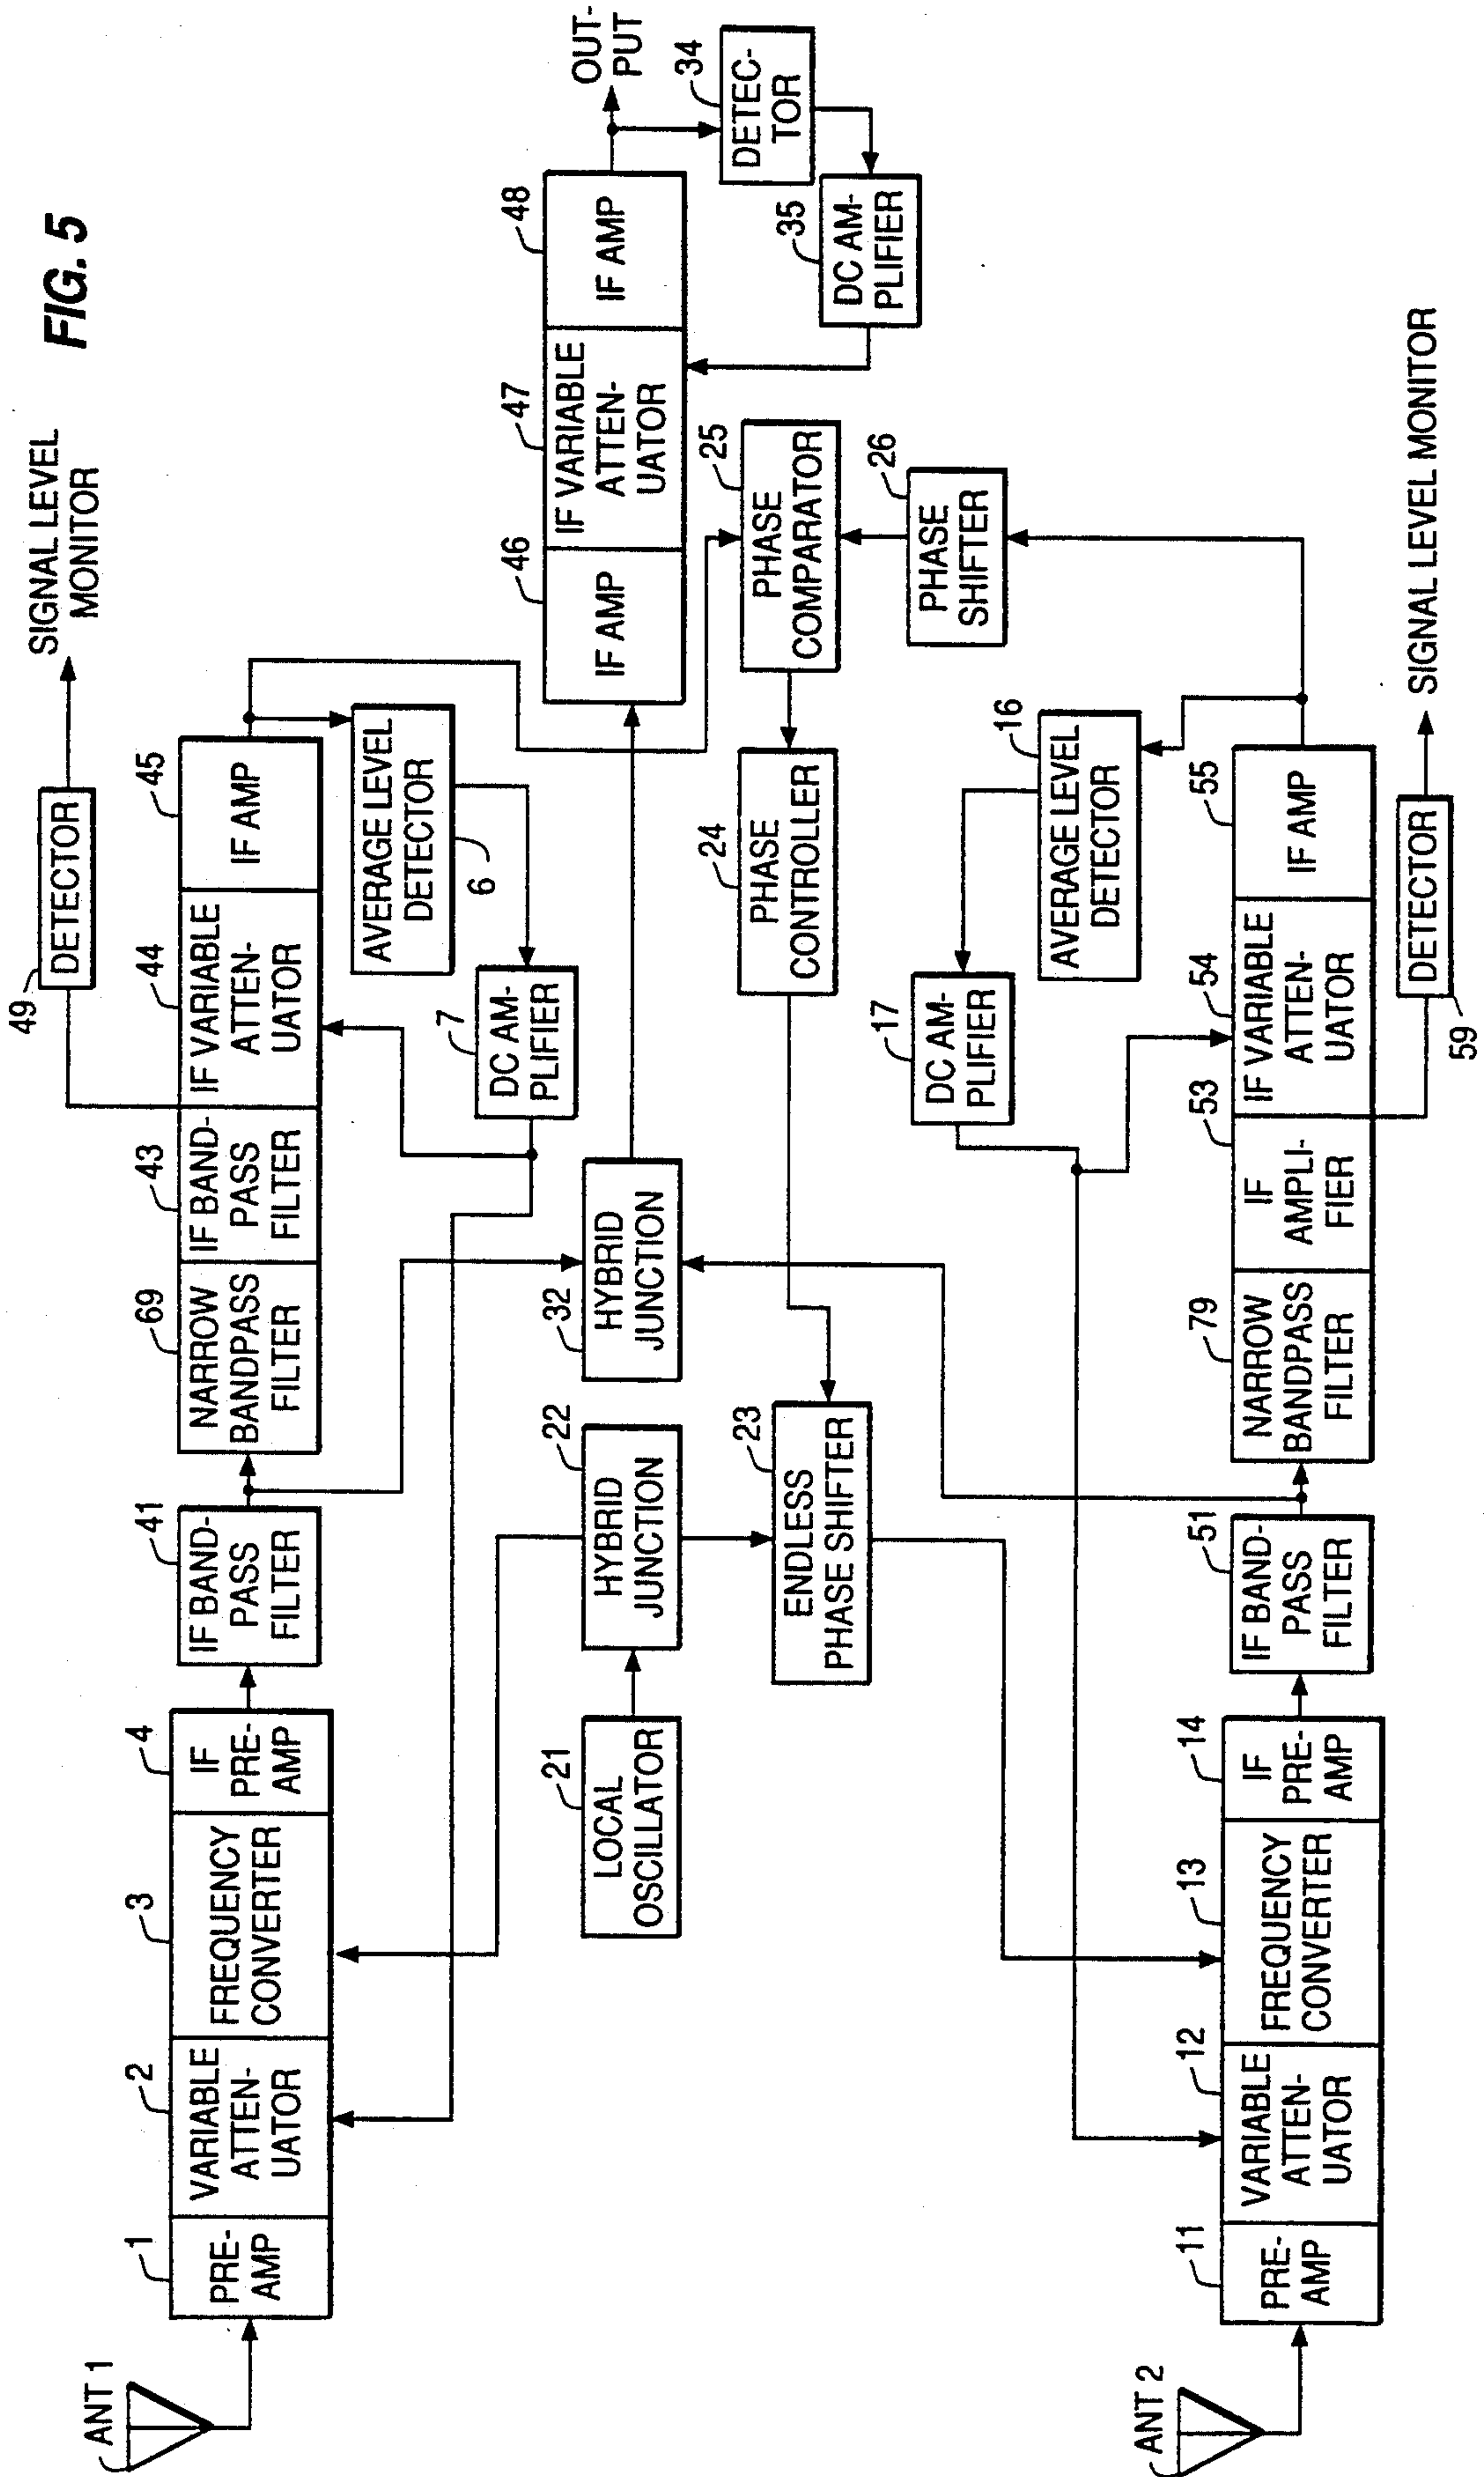 FIG. 5
ANT 1
1
PRE-
AMP
2
VARIABLE
ATTEN-
UATOR
3
FREQUENCY
CONVERTER
4
IF
PRE-
AMP
41
IF BAND-
PASS
FILTER
69
NARROW
BANDPASS
FILTER
43
IF BAND-
PASS
FILTER
44
IF VARIABLE
ATTEN-
UATOR
45
IF AMP
49
DETECTOR
SIGNAL LEVEL
MONITOR
AVERAGE LEVEL
DETECTOR
6
7
DC AM-
PLIFIER
21
LOCAL
OSCILLATOR
22
HYBRID
JUNCTION
32
HYBRID
JUNCTION
46
IF AMP
47
IF VARIABLE
ATTEN-
UATOR
48
IF AMP
OUT-
PUT
34
DETEC-
TOR
35
DC AM-
PLIFIER
23
ENDLESS
PHASE SHIFTER
24
PHASE
CONTROLLER
25
PHASE
COMPARATOR
26
PHASE
SHIFTER
17
DC AM-
PLIFIER
16
AVERAGE LEVEL
DETECTOR
ANT 2
11
PRE-
AMP
12
VARIABLE
ATTEN-
UATOR
13
FREQUENCY
CONVERTER
14
IF
PRE-
AMP
51
IF BAND-
PASS
FILTER
79
NARROW
BANDPASS
FILTER
53
IF
AMPLI-
FIER
54
IF VARIABLE
ATTEN-
UATOR
55
IF AMP
59
DETECTOR
SIGNAL LEVEL MONITOR